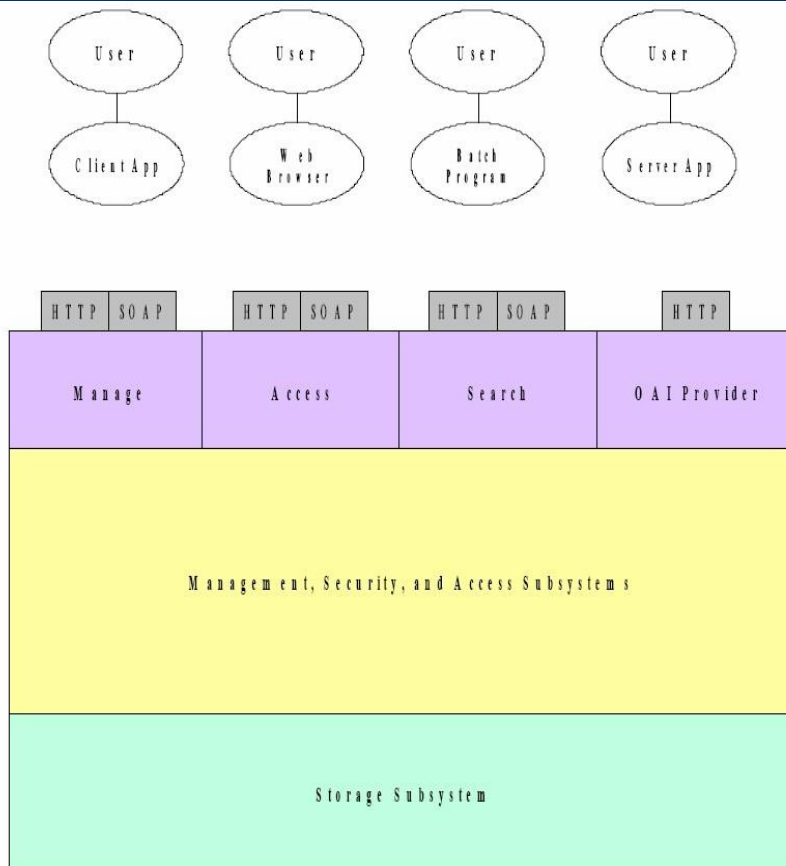 User User User User
Client App Web Browser Batch Program Server App
HTTP SOAP HTTP SOAP HTTP SOAP HTTP
Manage Access Search OAI Provider
Management, Security, and Access Subsystems
Storage Subsystem